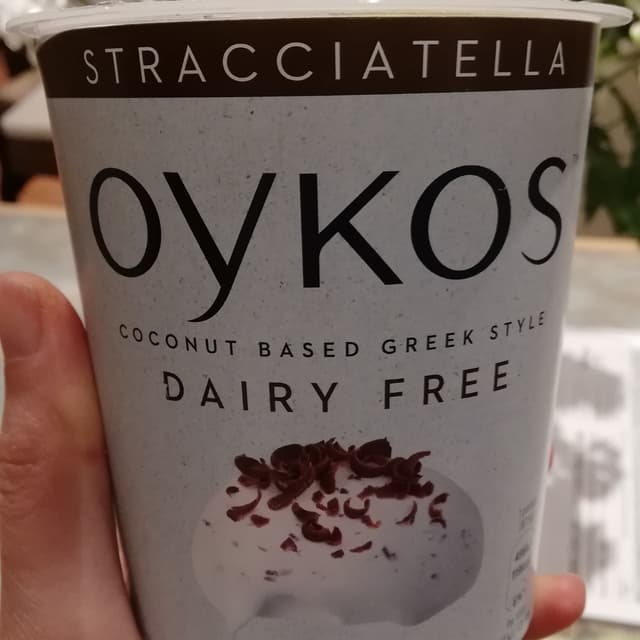 STRACCIATELLA
OYKOS
COCONUT BASED GREEK STYLE
DAIRY FREE